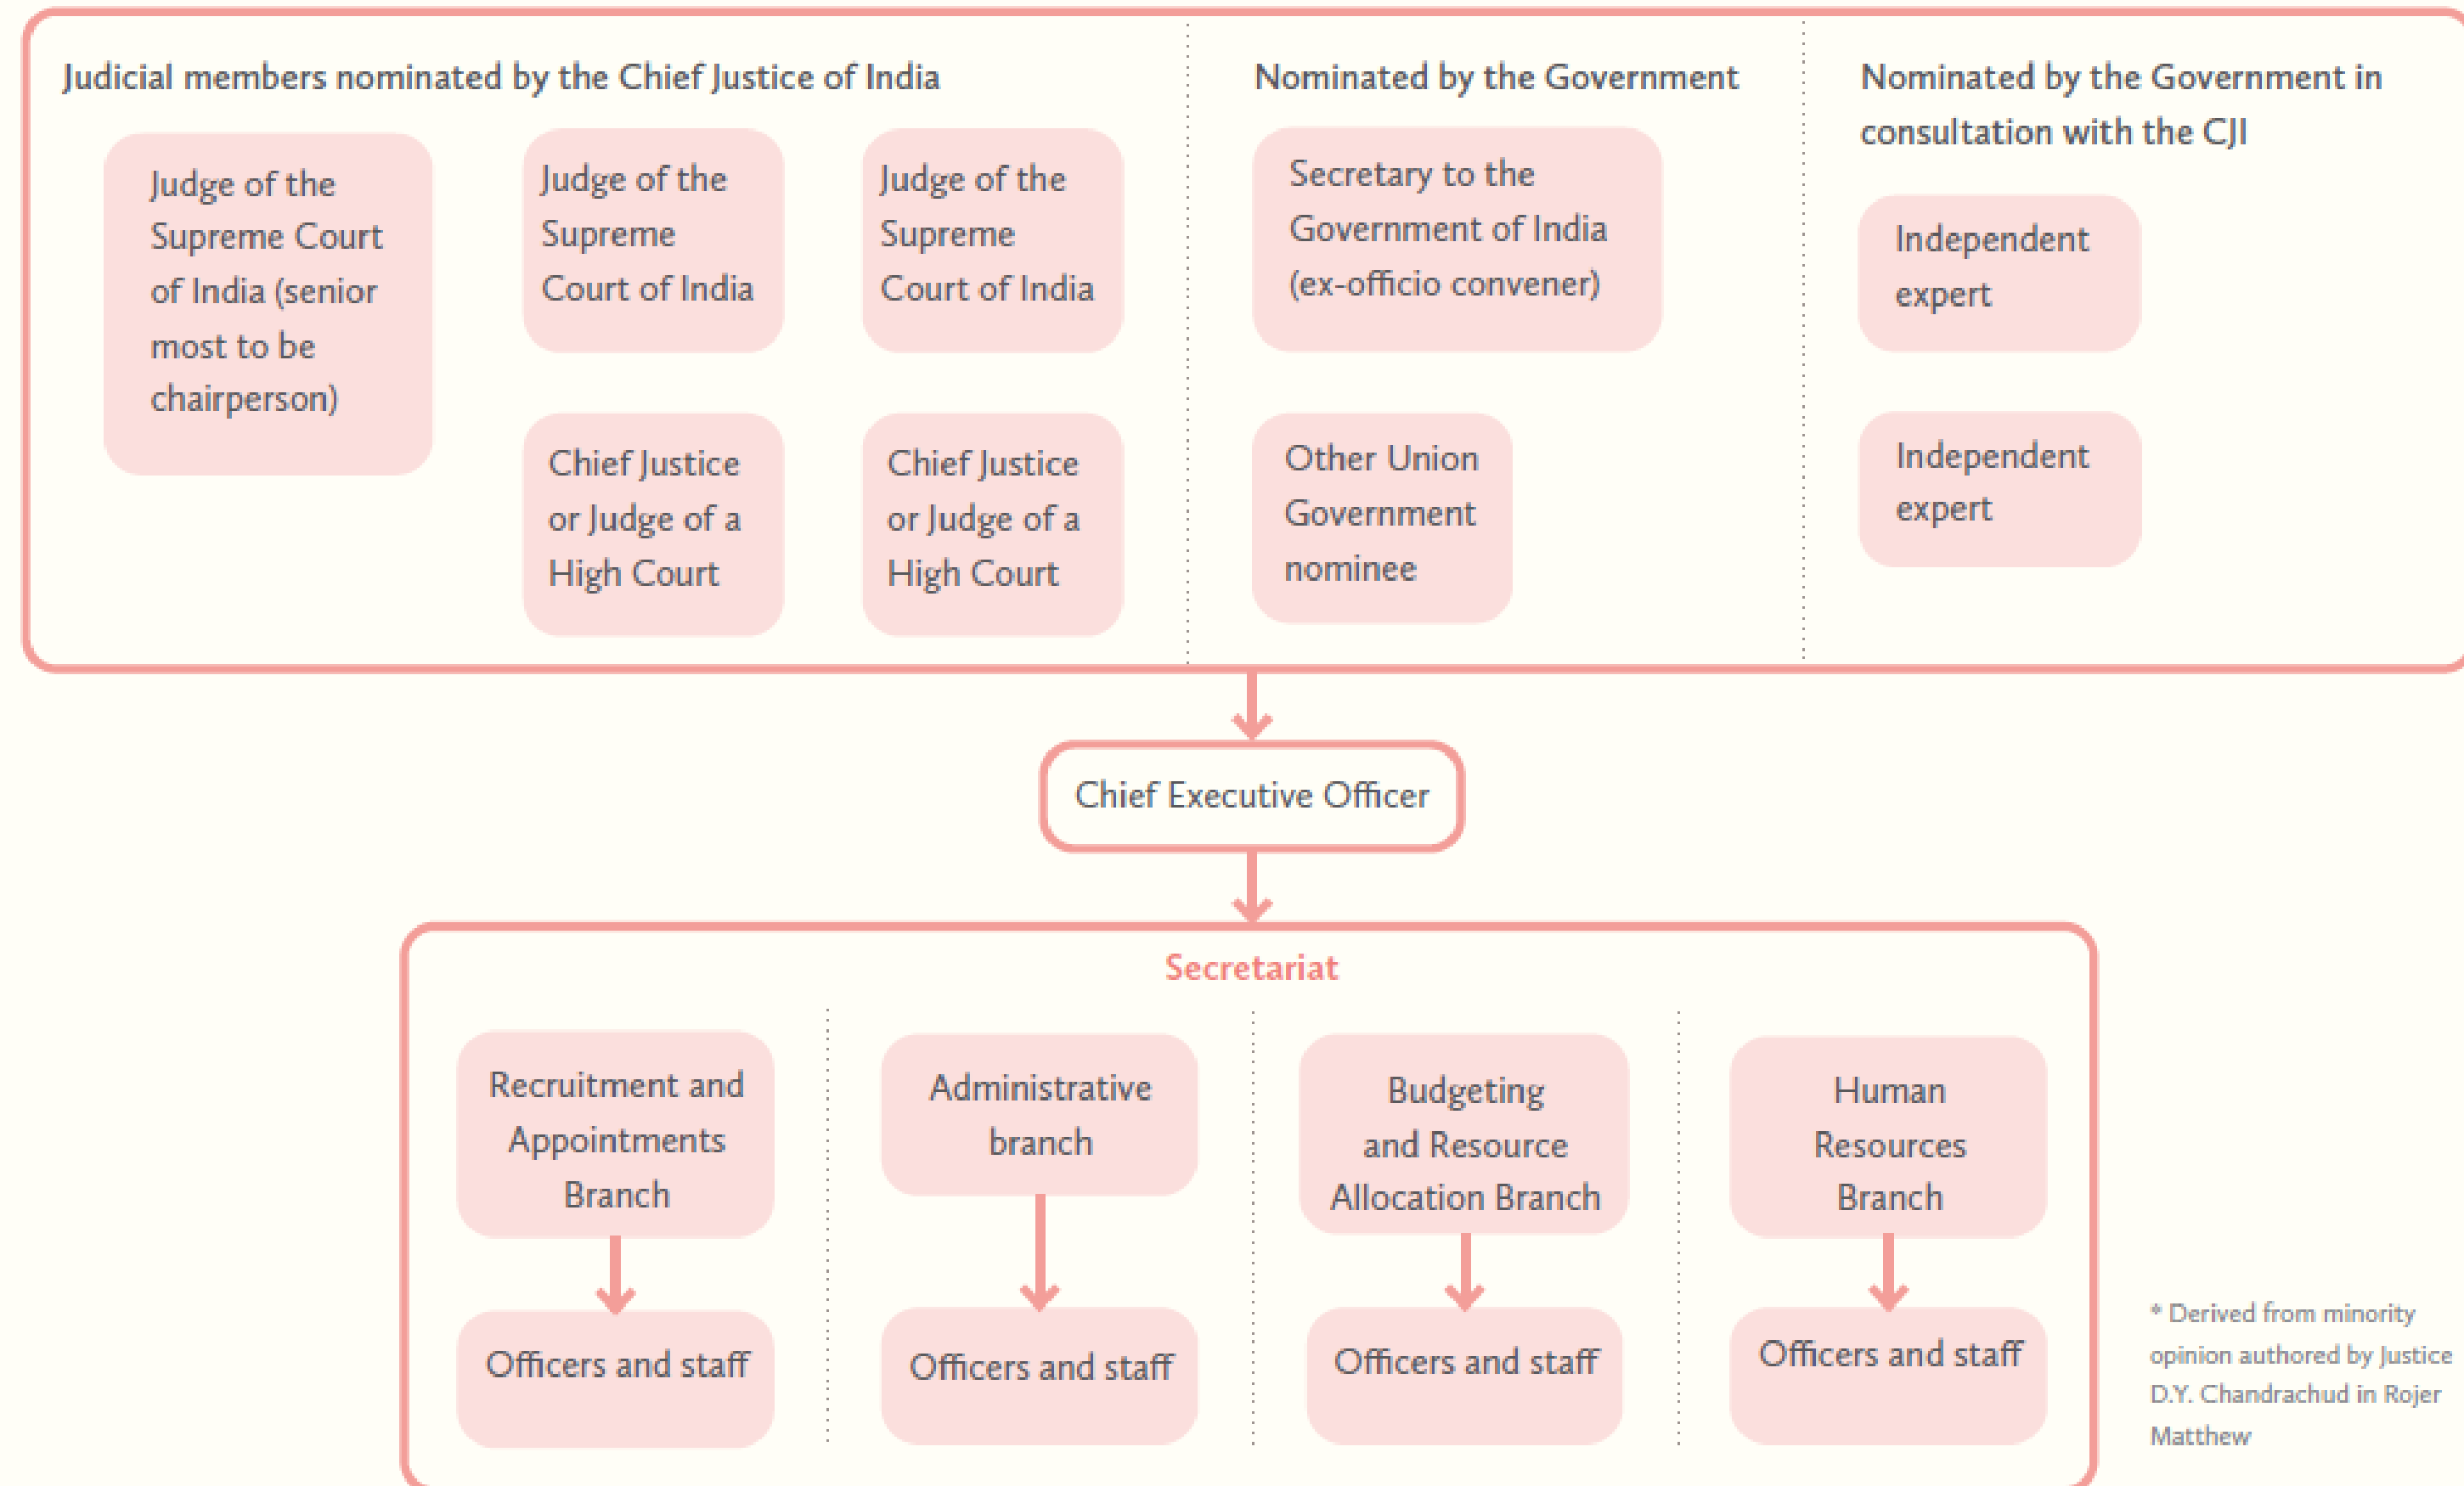 Judicial members nominated by the Chief Justice of India
Judge of the
Supreme Court
of India (senior
most to be
chairperson)
Judge of the
Supreme
Court of India
Judge of the
Supreme
Court of India
Chief Justice
or Judge of a
High Court
Chief Justice
or Judge of a
High Court
Nominated by the Government
Secretary to the
Government of India
(ex-officio convener)
Other Union
Government
nominee
Nominated by the Government in
consultation with the CJI
Independent
expert
Independent
expert
Chief Executive Officer
Secretariat
Recruitment and
Appointments
Branch
Officers and staff
Administrative
branch
Officers and staff
Budgeting
and Resource
Allocation Branch
Officers and staff
Human
Resources
Branch
Officers and staff
* Derived from minority
opinion authored by Justice
D.Y. Chandrachud in Rojer
Matthew